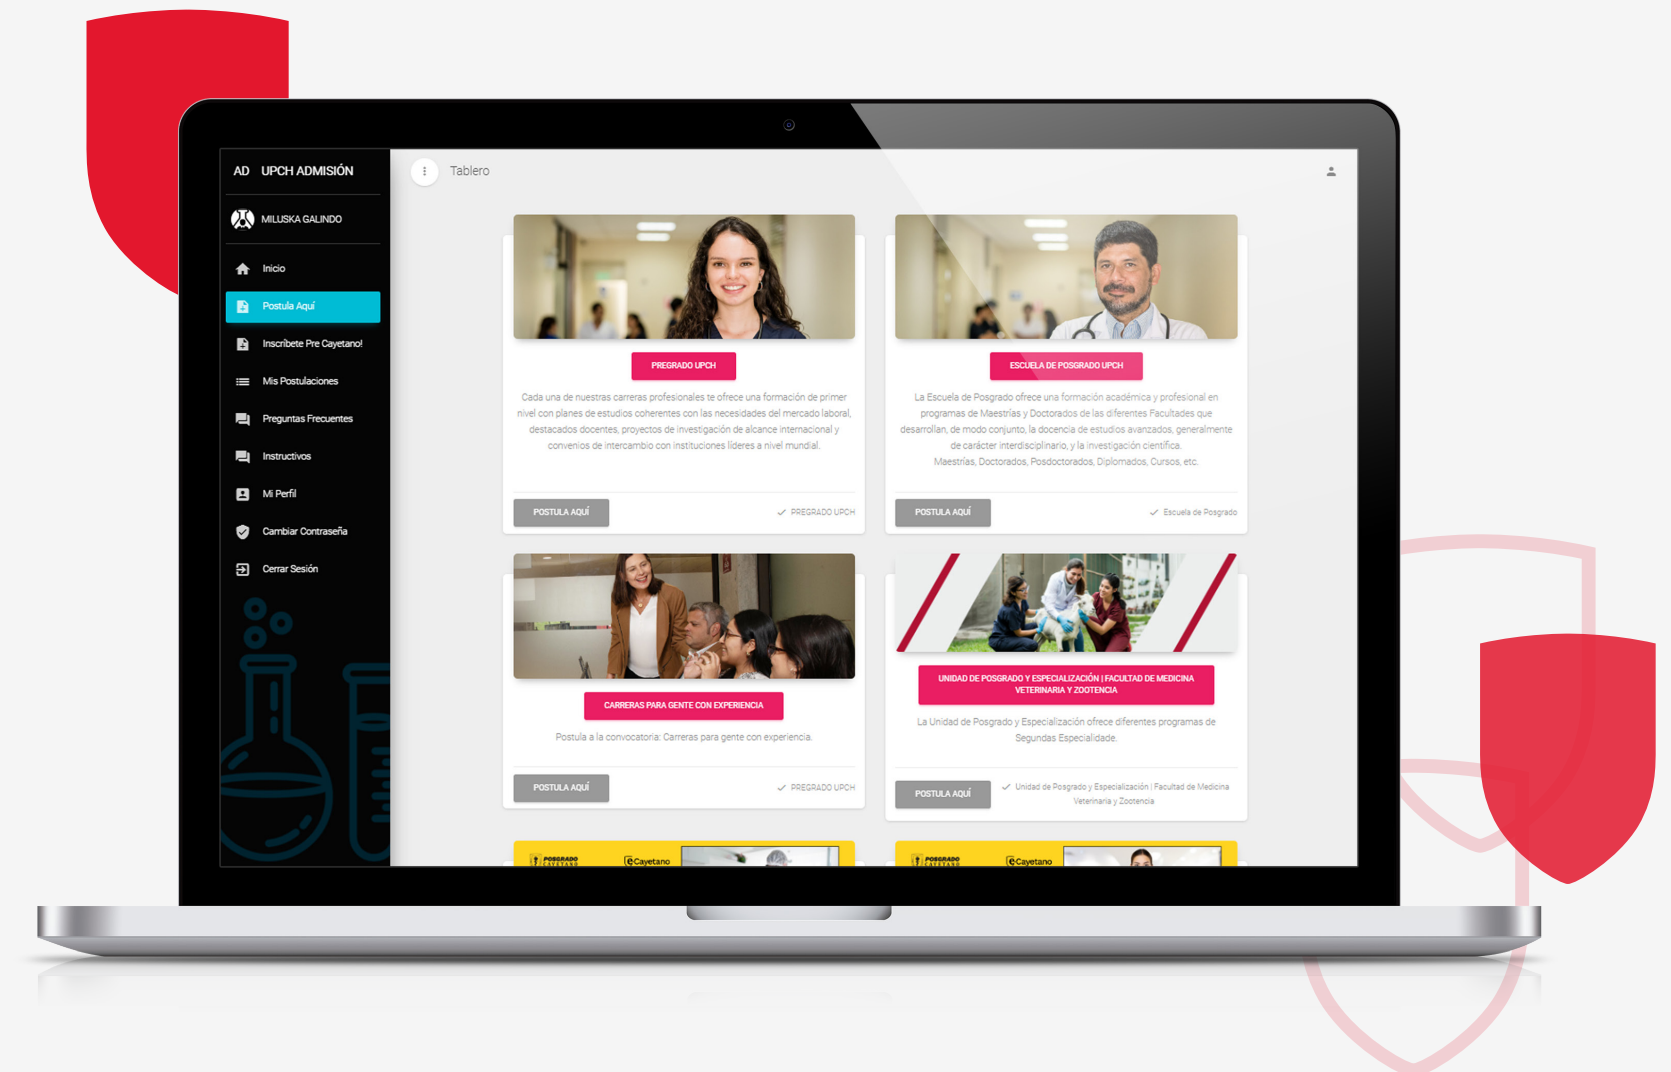 AD UPCH ADMISIÓN
MILUSKA GALINDO
Inicio
Postula Aquí
Inscríbete Pre Cayetano!
Mis Postulaciones
Preguntas Frecuentes
Instructivos
Mi Perfil
Cambiar Contraseña
Cerrar Sesión
Tablero
PREGRADO UPCH
Cada una de nuestras carreras profesionales te ofrece una formación de primer
nivel con planes de estudios coherentes con las necesidades del mercado laboral,
destacados docentes, proyectos de investigación de alcance internacional y
convenios de intercambio con instituciones líderes a nivel mundial.
POSTULA AQUÍ
PREGRADO UPCH
ESCUELA DE POSGRADO UPCH
La Escuela de Posgrado ofrece una formación académica y profesional en
programas de Maestrías y Doctorados de las diferentes Facultades que
desarrollan, de modo conjunto, la docencia de estudios avanzados, generalmente
de carácter interdisciplinario, y la investigación científica.
Maestrías, Doctorados, Posdoctorados, Diplomados, Cursos, etc.
POSTULA AQUÍ
Escuela de Posgrado
CARRERAS PARA GENTE CON EXPERIENCIA
Postula a la convocatoria: Carreras para gente con experiencia.
POSTULA AQUÍ
PREGRADO UPCH
UNIDAD DE POSGRADO Y ESPECIALIZACIÓN | FACULTAD DE MEDICINA
VETERINARIA Y ZOOTENCIA
La Unidad de Posgrado y Especialización ofrece diferentes programas de
Segundas Especialidade.
POSTULA AQUÍ
Unidad de Posgrado y Especialización | Facultad de Medicina
Veterinaria y Zootencia
POSGRADO
CAYETANO
eCayetano
POSGRADO
CAYETANO
eCayetano